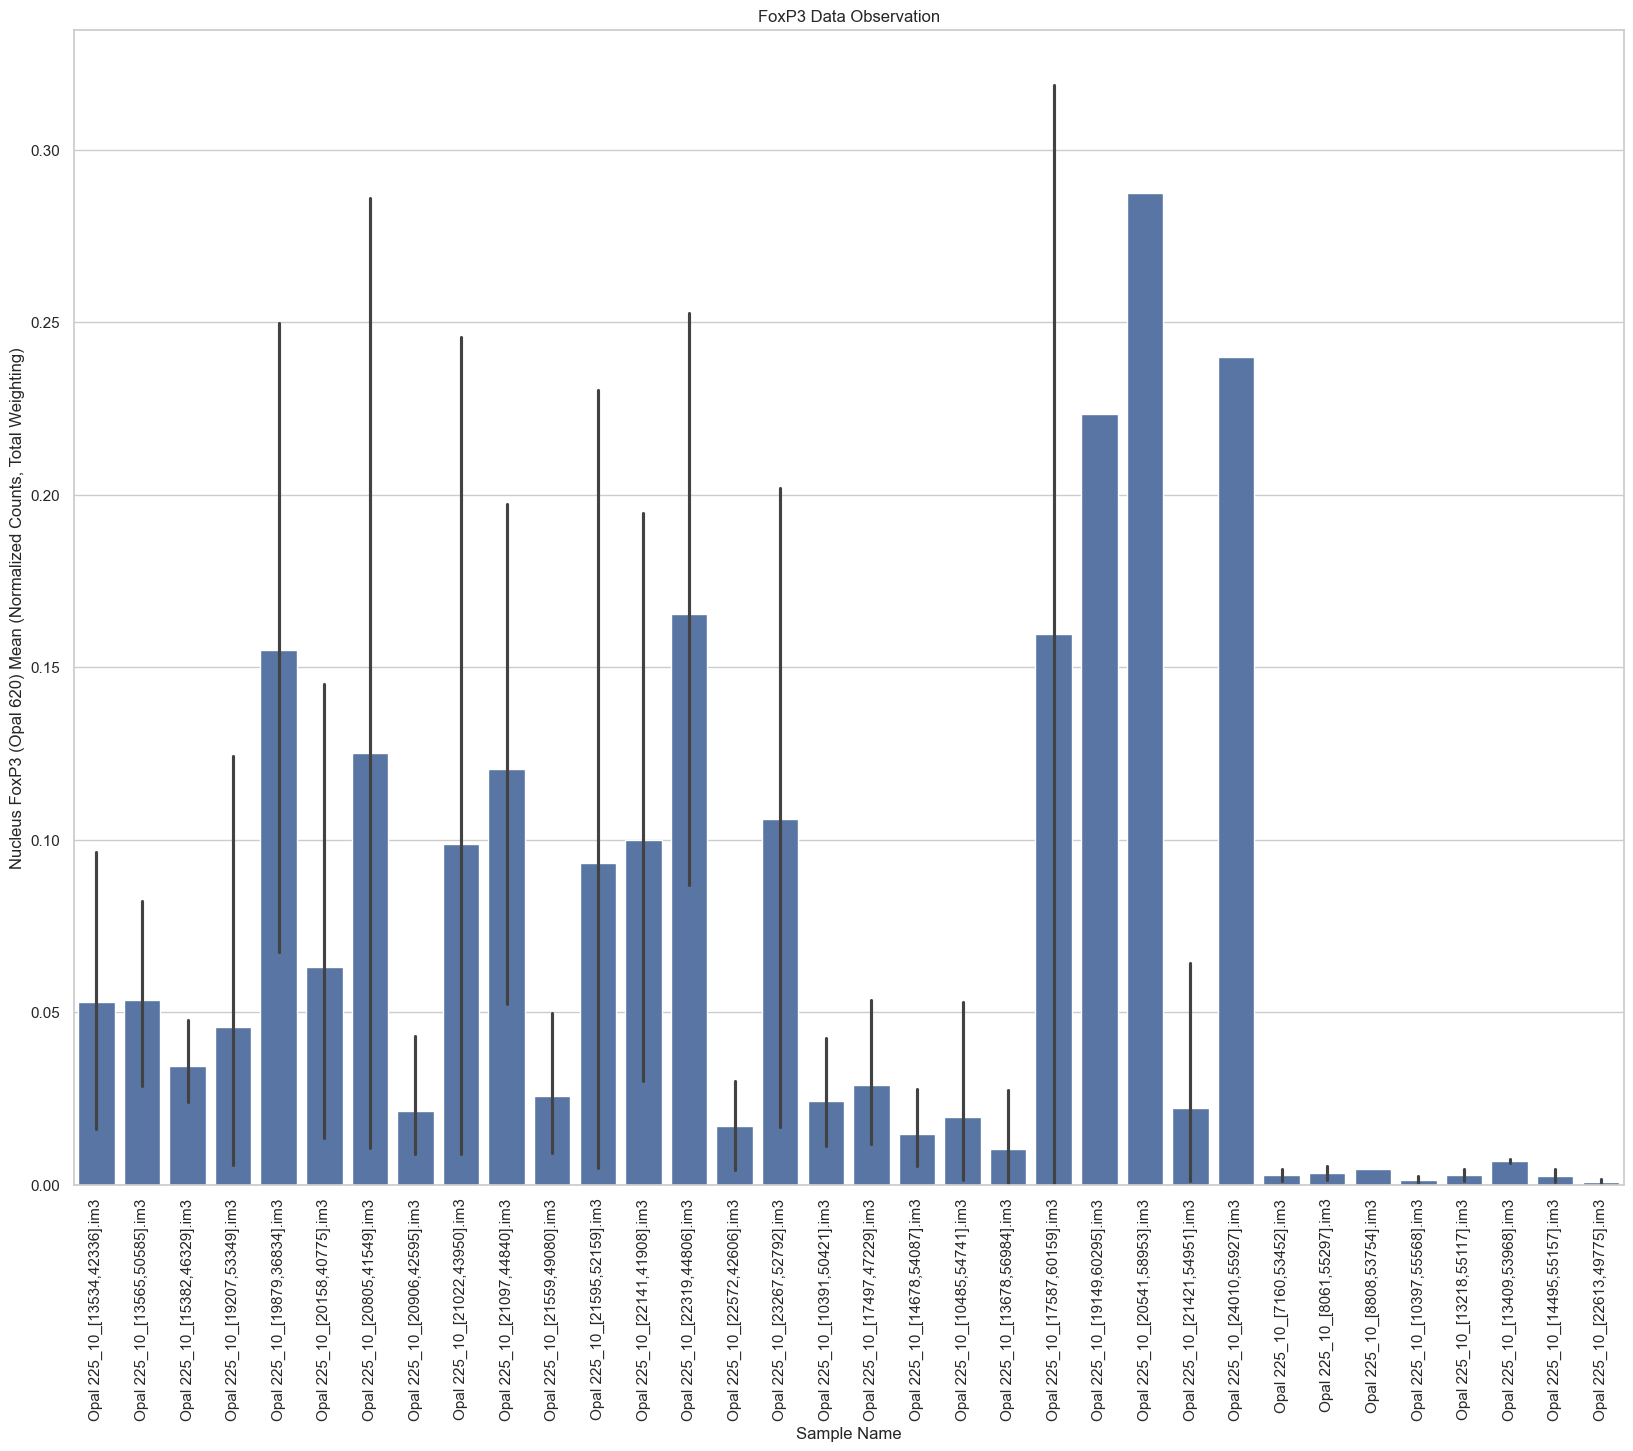 FoxP3 Data Observation
Nucleus FoxP3 (Opal 620) Mean (Normalized Counts, Total Weighting)
0.30
0.25
0.20
0.15
0.10
0.05
0.00
Opal 225_10_[13534,42336].im3
Opal 225_10_[13565,50585].im3
Opal 225_10_[15382,46329].im3
Opal 225_10_[19207,53349].im3
Opal 225_10_[19879,36834].im3
Opal 225_10_[20158,40775].im3
Opal 225_10_[20805,41549].im3
Opal 225_10_[20906,42595].im3
Opal 225_10_[21022,43950].im3
Opal 225_10_[21097,44840].im3
Opal 225_10_[21559,49080].im3
Opal 225_10_[21595,52159].im3
Opal 225_10_[22141,41908].im3
Opal 225_10_[22319,44806].im3
Opal 225_10_[22572,42606].im3
Opal 225_10_[23267,52792].im3
Opal 225_10_[10391,50421].im3
Opal 225_10_[17497,47229].im3
Opal 225_10_[14678,54087].im3
Opal 225_10_[10485,54741].im3
Opal 225_10_[13678,56984].im3
Opal 225_10_[17587,60159].im3
Opal 225_10_[19149,60295].im3
Opal 225_10_[20541,58953].im3
Opal 225_10_[21421,54951].im3
Opal 225_10_[24010,55927].im3
Opal 225_10_[7160,53452].im3
Opal 225_10_[8061,55297].im3
Opal 225_10_[8808,53754].im3
Opal 225_10_[10397,55568].im3
Opal 225_10_[13218,55117].im3
Opal 225_10_[13409,53968].im3
Opal 225_10_[14495,55157].im3
Opal 225_10_[22613,49775].im3
Sample Name